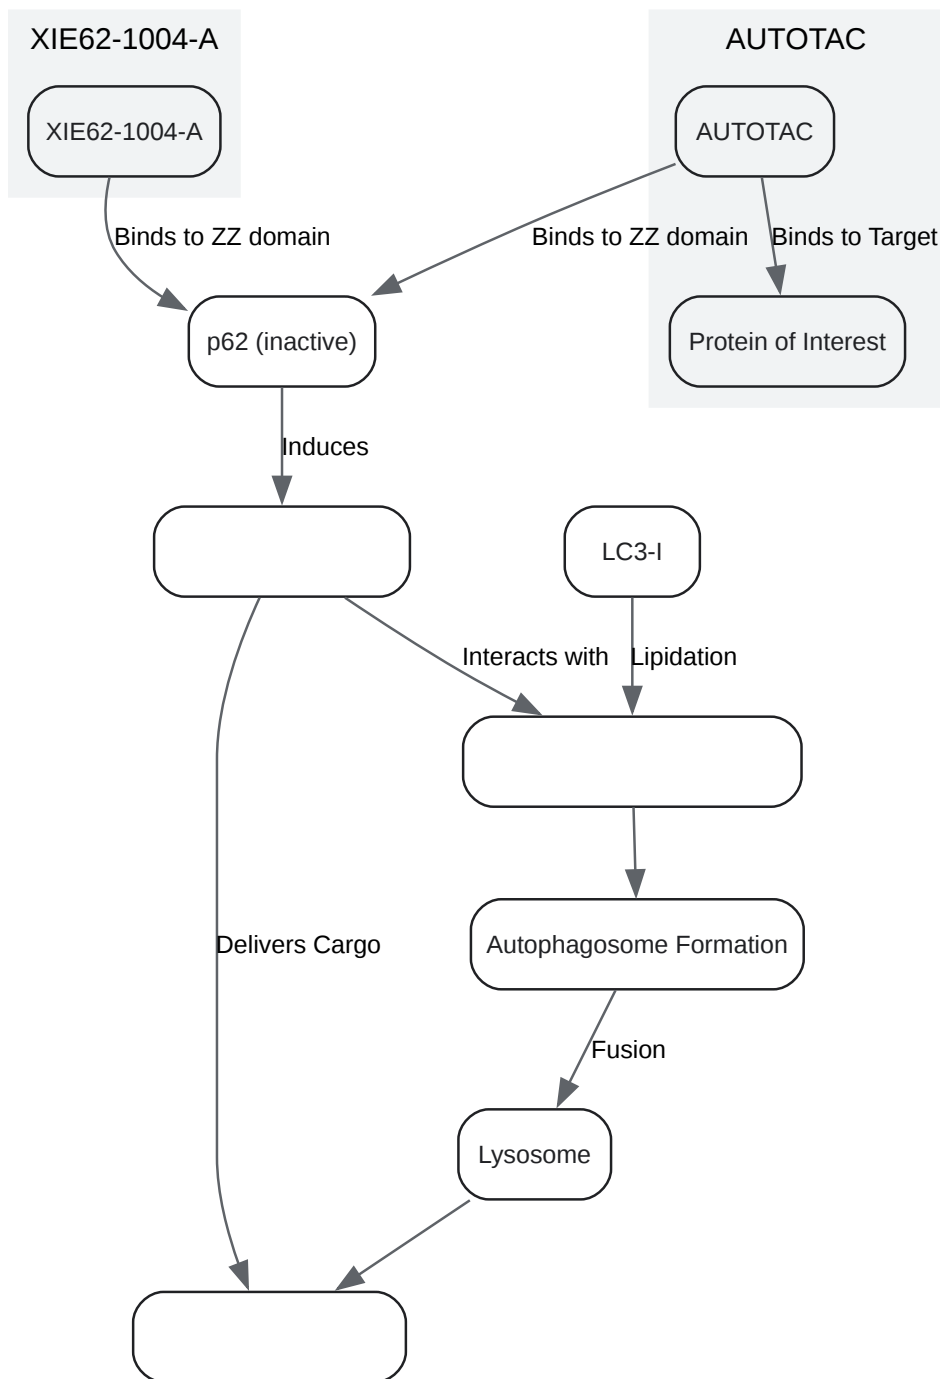 XIE62-1004-A
AUTOTAC
XIE62-1004-A
AUTOTAC
Binds to ZZ domain
Binds to ZZ domain
Binds to Target
p62 (inactive)
Protein of Interest
Induces
LC3-I
Interacts with
Lipidation
Delivers Cargo
Autophagosome Formation
Fusion
Lysosome